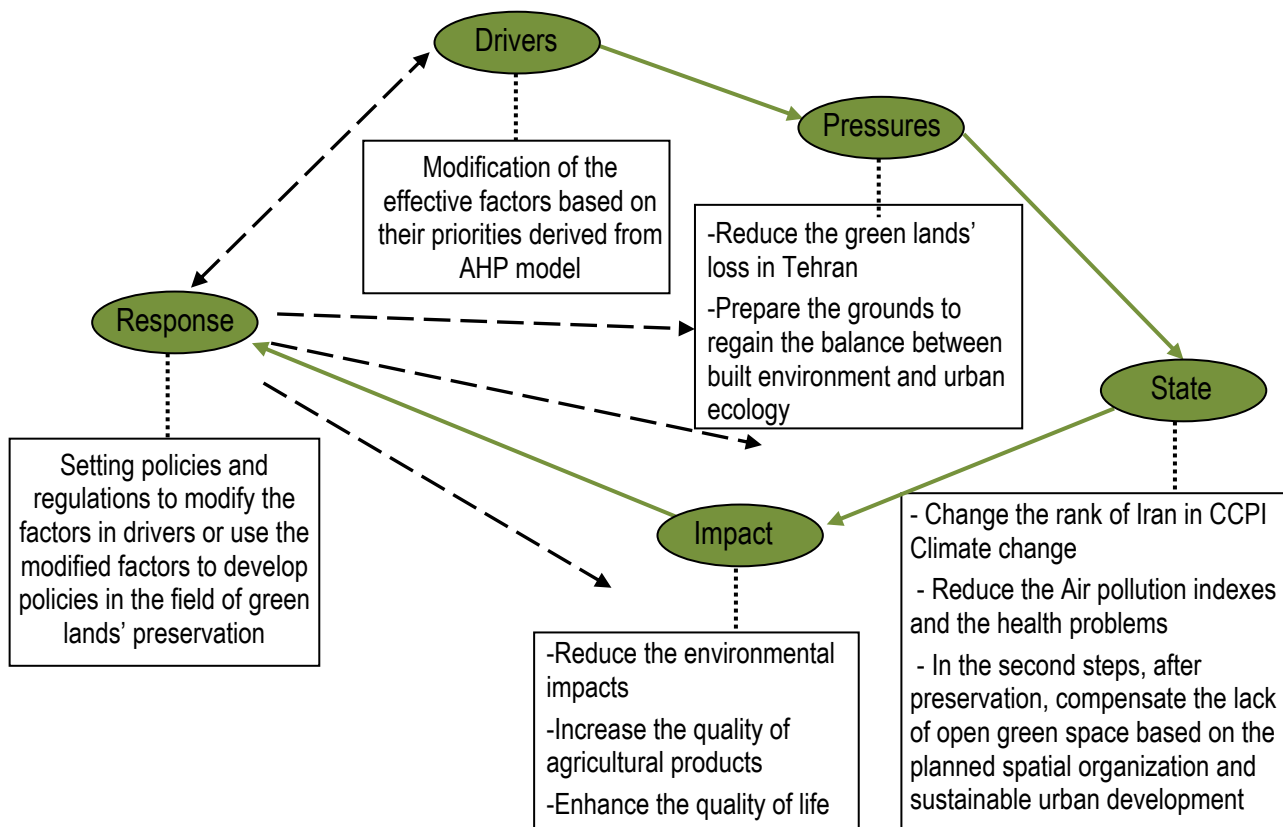 Drivers
Pressures
Modification of the
effective factors based on
their priorities derived from
AHP model
-Reduce the green lands’
loss in Tehran
-Prepare the grounds to
regain the balance between
built environment and urban
ecology
Response
State
Setting policies and
regulations to modify the
factors in drivers or use the
modified factors to develop
policies in the field of green
lands’ preservation
Impact
- Change the rank of Iran in CCPI
Climate change
- Reduce the Air pollution indexes
and the health problems
- In the second steps, after
preservation, compensate the lack
of open green space based on the
planned spatial organization and
sustainable urban development
-Reduce the environmental
impacts
-Increase the quality of
agricultural products
-Enhance the quality of life